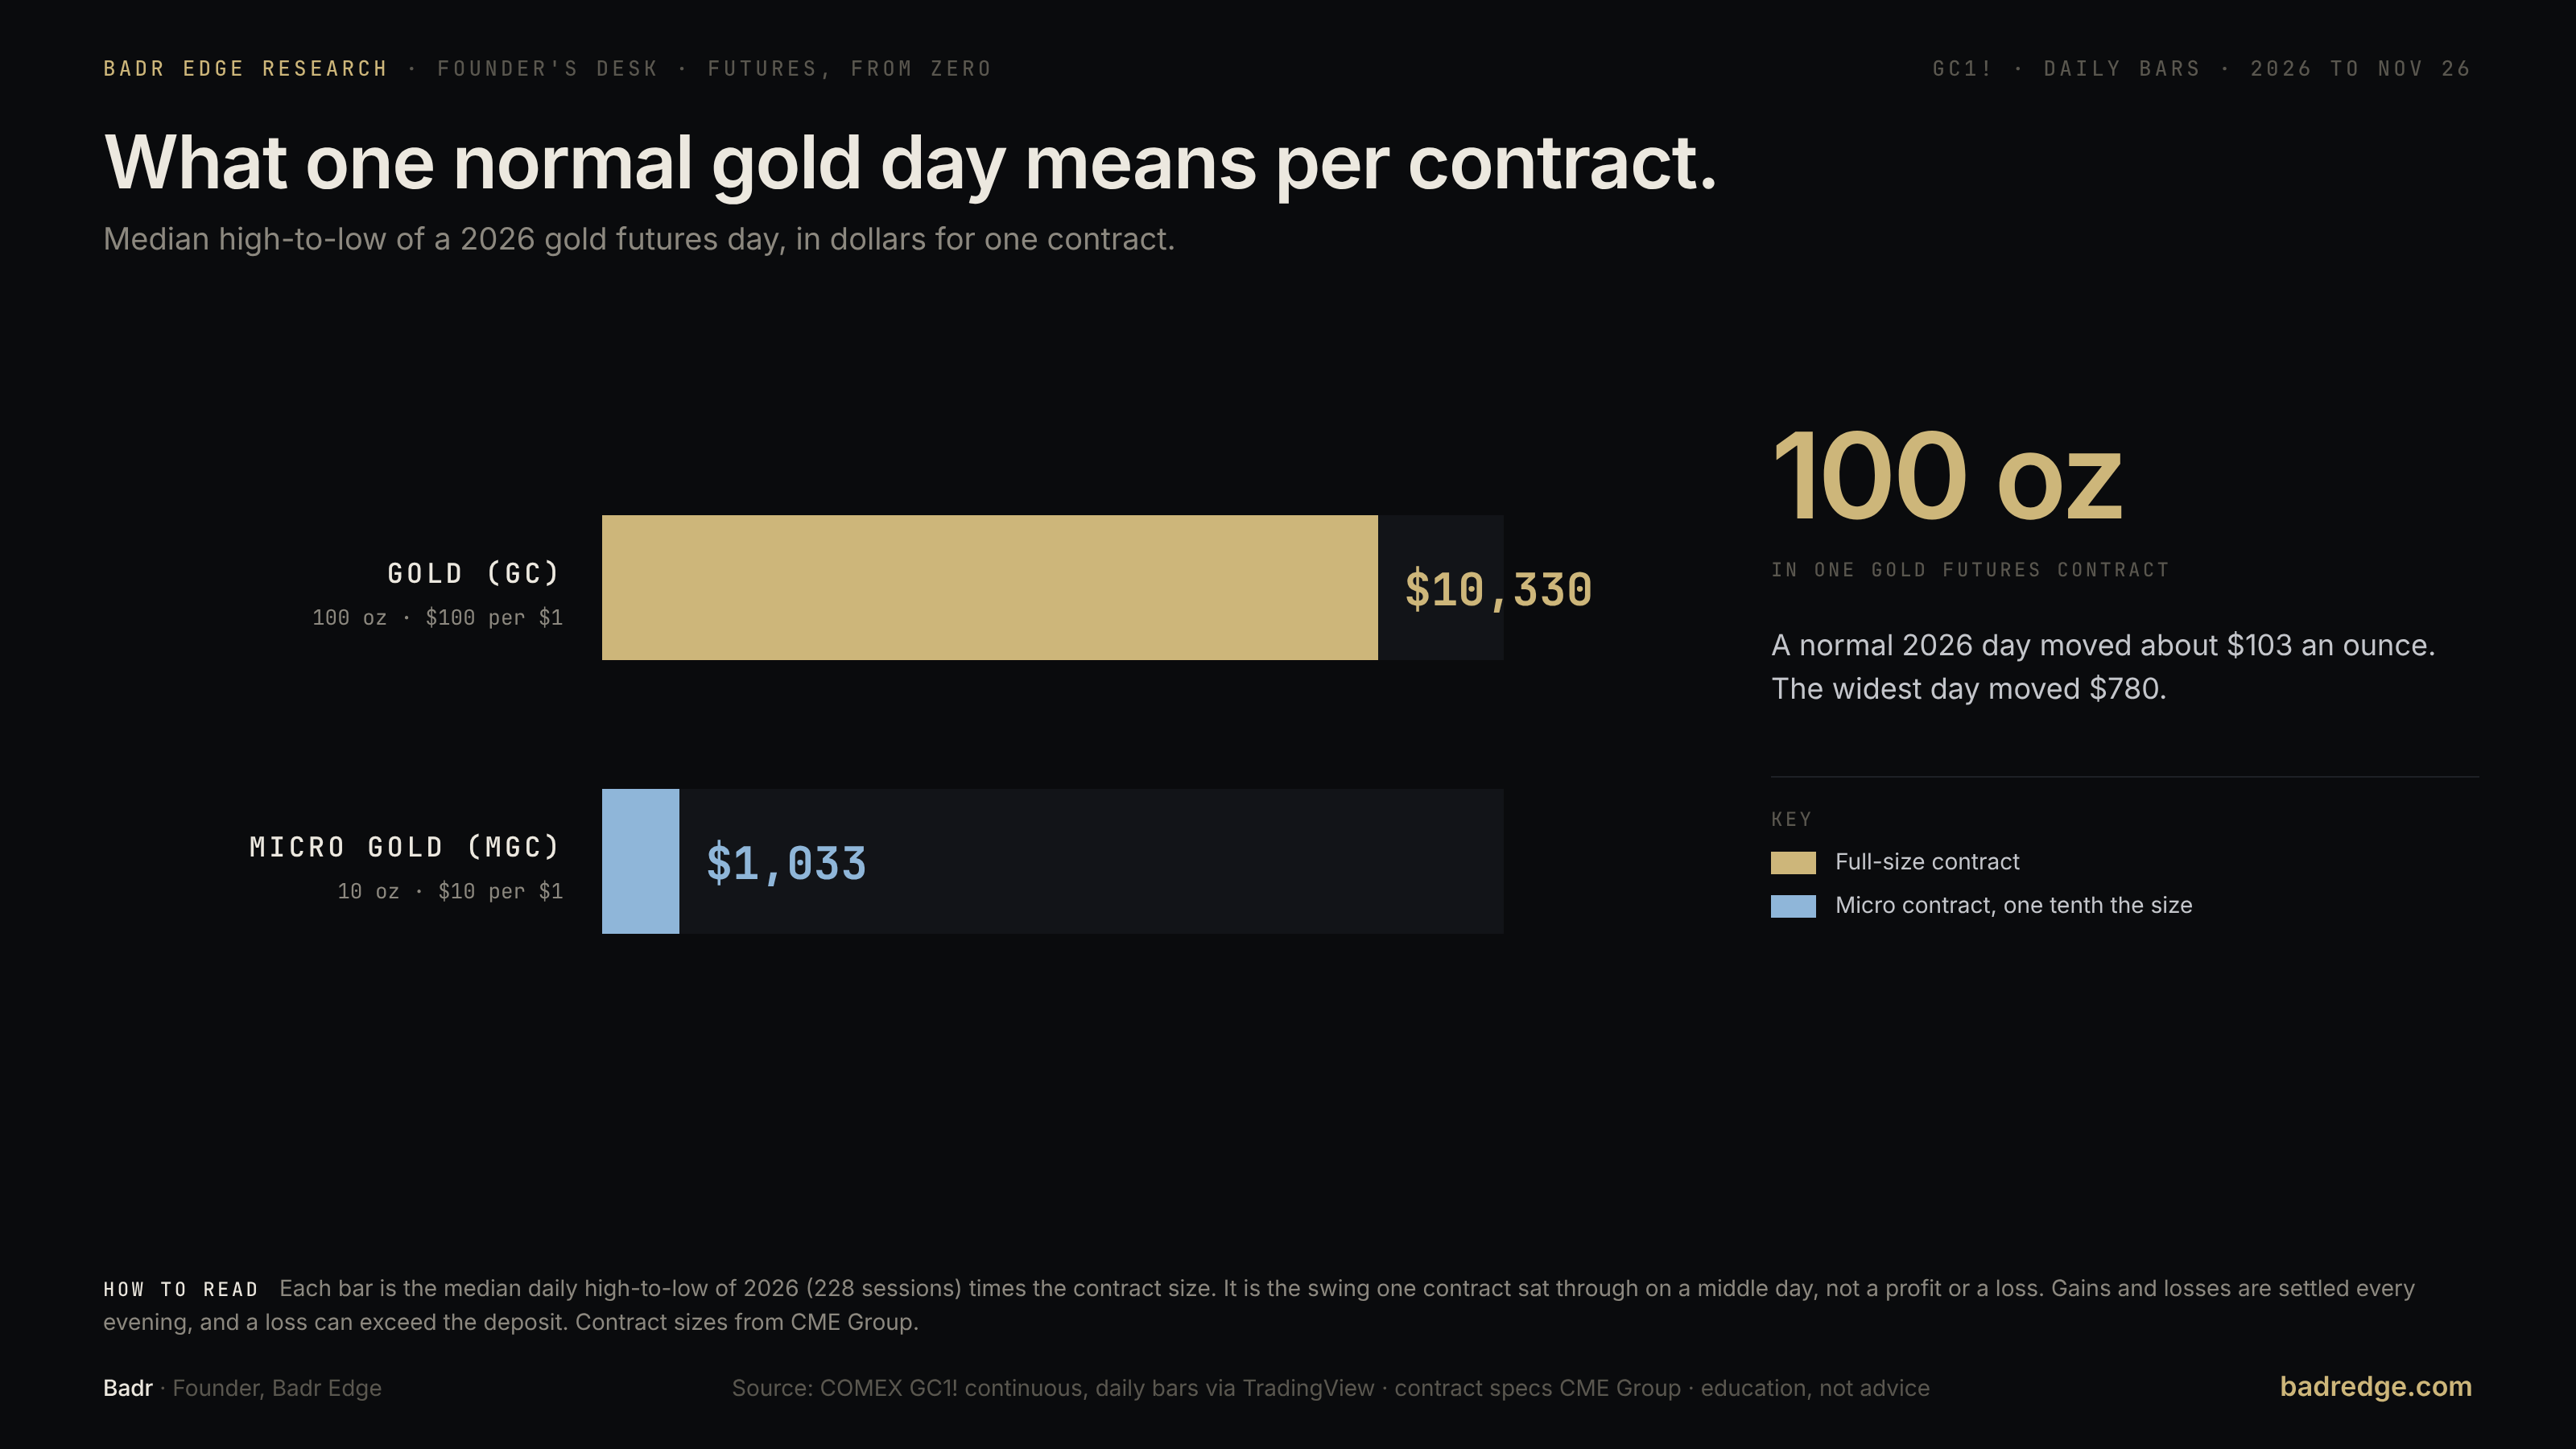 BADR EDGE RESEARCH · FOUNDER'S DESK · FUTURES, FROM ZERO
GC1! · DAILY BARS · 2026 TO NOV 26
What one normal gold day means per contract.
Median high-to-low of a 2026 gold futures day, in dollars for one contract.
GOLD (GC)
100 oz · $100 per $1
$10,330
MICRO GOLD (MGC)
10 oz · $10 per $1
$1,033
100 oz
IN ONE GOLD FUTURES CONTRACT
A normal 2026 day moved about $103 an ounce.
The widest day moved $780.
KEY
Full-size contract
Micro contract, one tenth the size
HOW TO READ Each bar is the median daily high-to-low of 2026 (228 sessions) times the contract size. It is the swing one contract sat through on a middle day, not a profit or a loss. Gains and losses are settled every
evening, and a loss can exceed the deposit. Contract sizes from CME Group.
Badr · Founder, Badr Edge
Source: COMEX GC1! continuous, daily bars via TradingView · contract specs CME Group · education, not advice
badredge.com